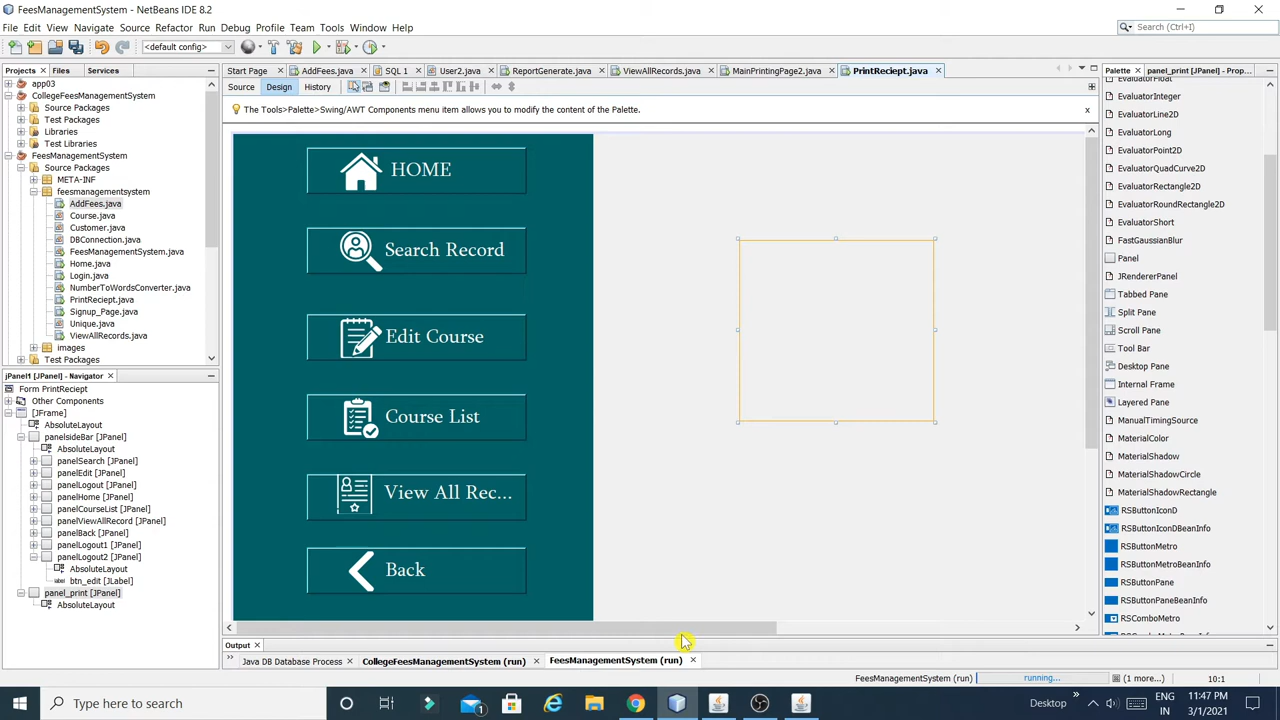 FeesManagementSystem - NetBeans IDE 8.2
File Edit View Navigate Source Refactor Run Debug Profile Team Tools Window Help
Search (Ctrl+I)
<default config>
Projects Files Services
Start Page AddFees.java SQL 1 User2.java ReportGenerate.java ViewAllRecords.java MainPrintingPage2.java PrintReciept.java
Palette panel_print [JPanel] - Prop...
Source Design History
The Tools>Palette>Swing/AWT Components menu item allows you to modify the content of the Palette.
app03
CollegeFeesManagementSystem
Source Packages
Test Packages
Libraries
Test Libraries
FeesManagementSystem
Source Packages
META-INF
feesmanagementsystem
AddFees.java
Course.java
Customer.java
DBConnection.java
FeesManagementSystem.java
Home.java
Login.java
NumberToWordsConverter.java
PrintReciept.java
Signup_Page.java
Unique.java
ViewAllRecords.java
images
Test Packages
jPanel1 [JPanel] - Navigator
Form PrintReciept
Other Components
[JFrame]
AbsoluteLayout
panelsideBar [JPanel]
AbsoluteLayout
panelSearch [JPanel]
panelEdit [JPanel]
panelLogout [JPanel]
panelHome [JPanel]
panelCourseList [JPanel]
panelViewAllRecord [JPanel]
panelBack [JPanel]
panelLogout1 [JPanel]
panelLogout2 [JPanel]
AbsoluteLayout
btn_edit [JLabel]
panel_print [JPanel]
AbsoluteLayout
HOME
Search Record
Edit Course
Course List
View All Rec...
Back
EvaluatorInteger
EvaluatorLine2D
EvaluatorLong
EvaluatorPoint2D
EvaluatorQuadCurve2D
EvaluatorRectangle2D
EvaluatorRoundRectangle2D
EvaluatorShort
FastGaussianBlur
Panel
JRendererPanel
Tabbed Pane
Split Pane
Scroll Pane
Tool Bar
Desktop Pane
Internal Frame
Layered Pane
ManualTimingSource
MaterialColor
MaterialShadow
MaterialShadowCircle
MaterialShadowRectangle
RSButtonIconD
RSButtonIconDBeanInfo
RSButtonMetro
RSButtonMetroBeanInfo
RSButtonPane
RSButtonPaneBeanInfo
RSComboMetro
Output
Java DB Database Process CollegeFeesManagementSystem (run) FeesManagementSystem (run)
FeesManagementSystem (run) running... (1 more...) 10:1
Type here to search
1
Desktop
ENG
IN
11:47 PM
3/1/2021